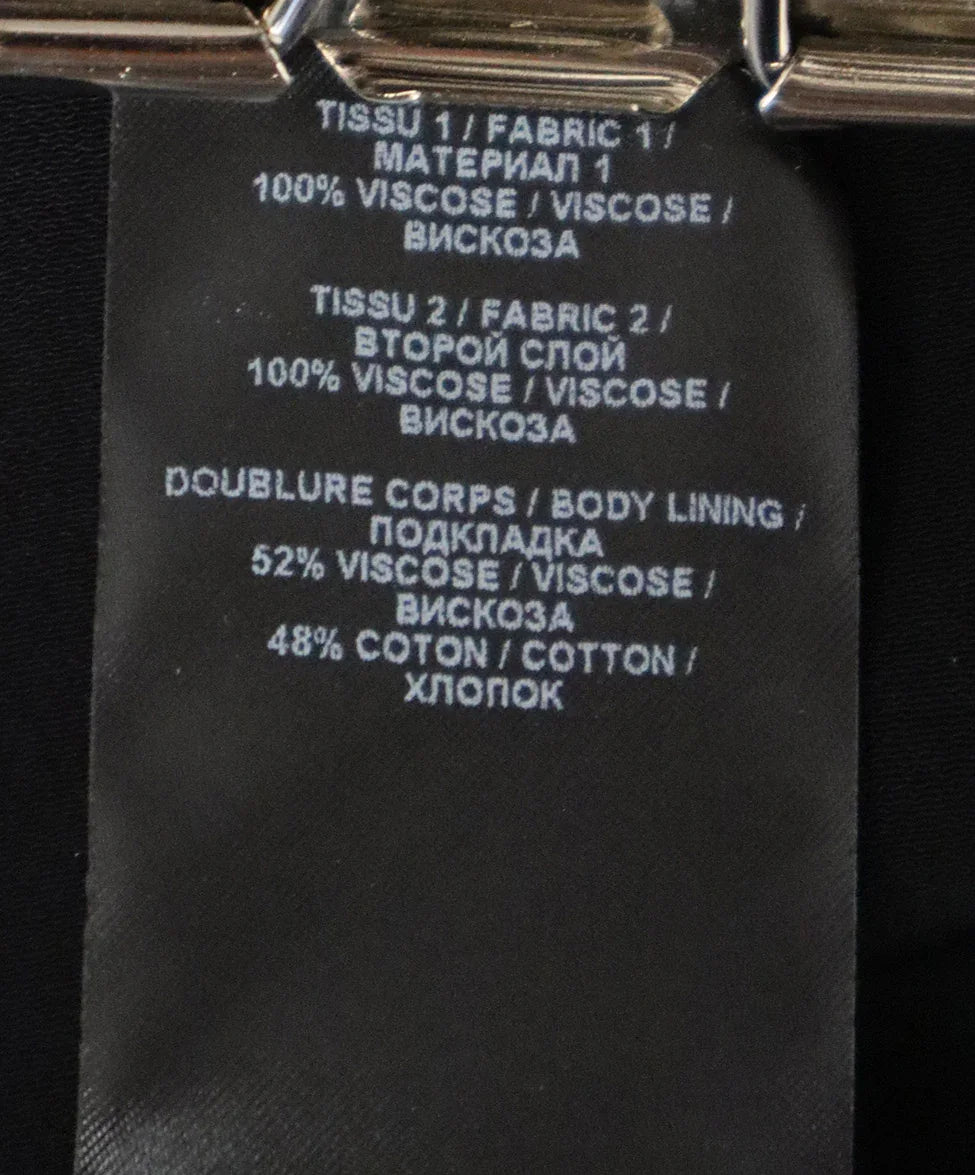 TISSU 1 / FABRIC 1 /
МАТЕРИАЛ 1
100% VISCOSE / VISCOSE /
ВИСКОЗА
TISSU 2 / FABRIC 2 /
ВТОРОЙ СЛОЙ
100% VISCOSE / VISCOSE /
ВИСКОЗА
DOUBLURE CORPS / BODY LINING /
ПОДКЛАДКА
52% VISCOSE / VISCOSE /
ВИСКОЗА
48% COTON / COTTON /
ХЛОПОК